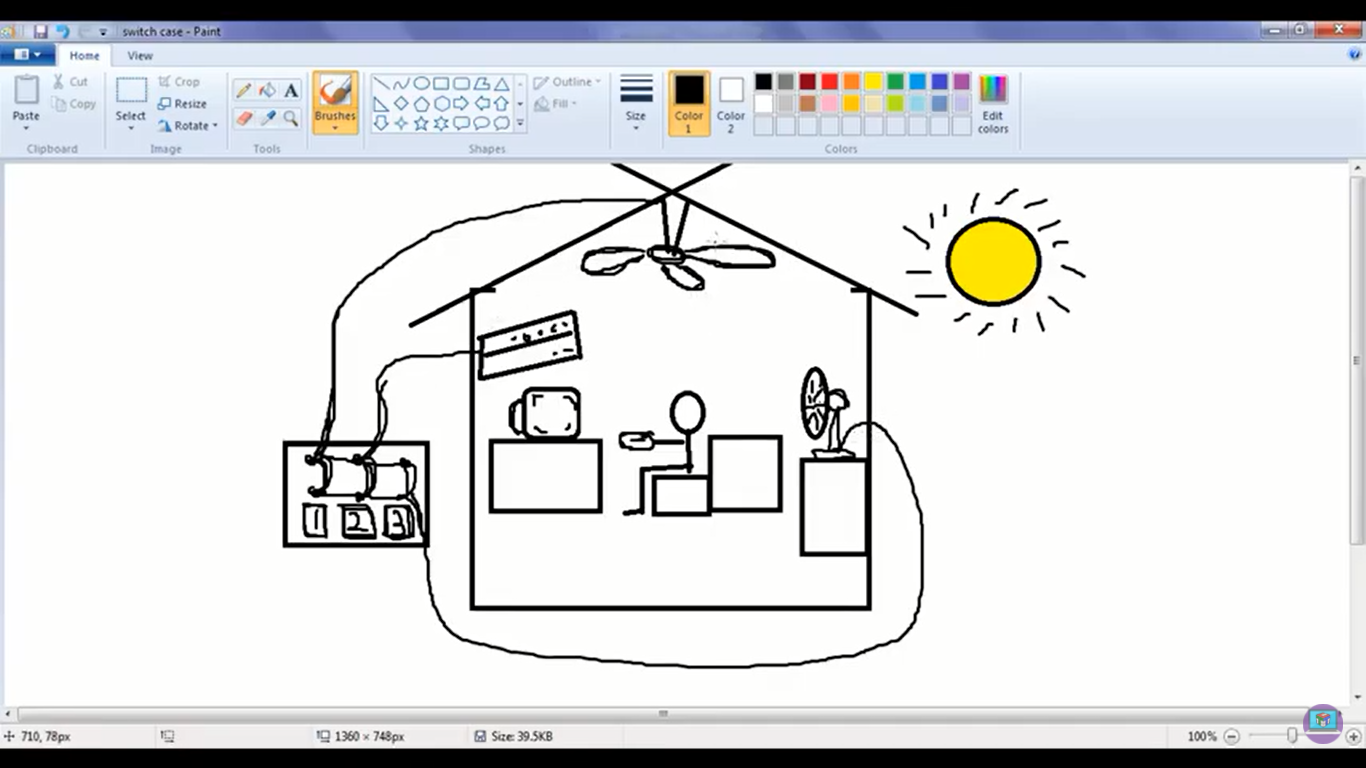 switch case - Paint
Home View
Paste
Cut
Copy
Clipboard
Select
Crop
Resize
Rotate
Image
A
Tools
Brushes
Shapes
Outline
Fill
Size
Color 1
Color 2
Edit colors
Colors
1 2 3
710, 78px
1360 × 748px
Size: 39.5KB
100%